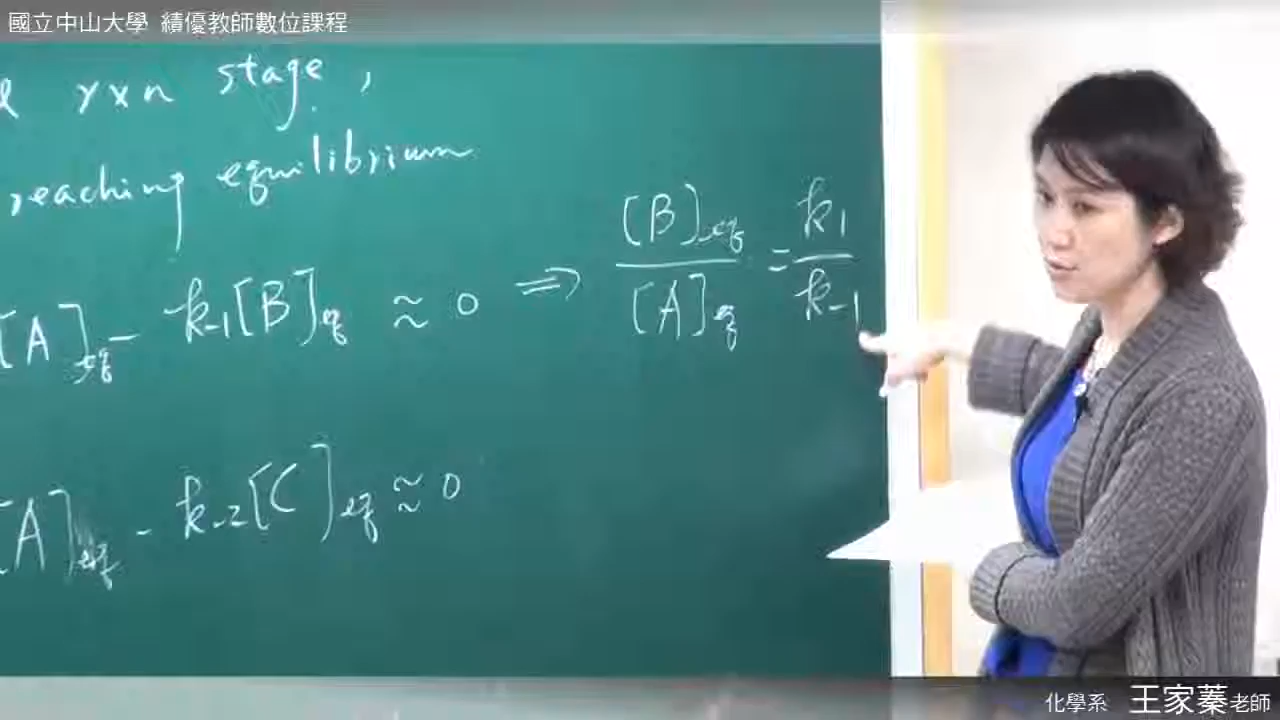 國立中山大學 績優教師數位課程
rxn stage,
reaching equilibrium
[A]eq - k-1[B]eq ≈ 0 ⇒ [B]eq / [A]eq = k1 / k-1
[A]eq - k-2[C]eq ≈ 0
化學系 王家蓁老師